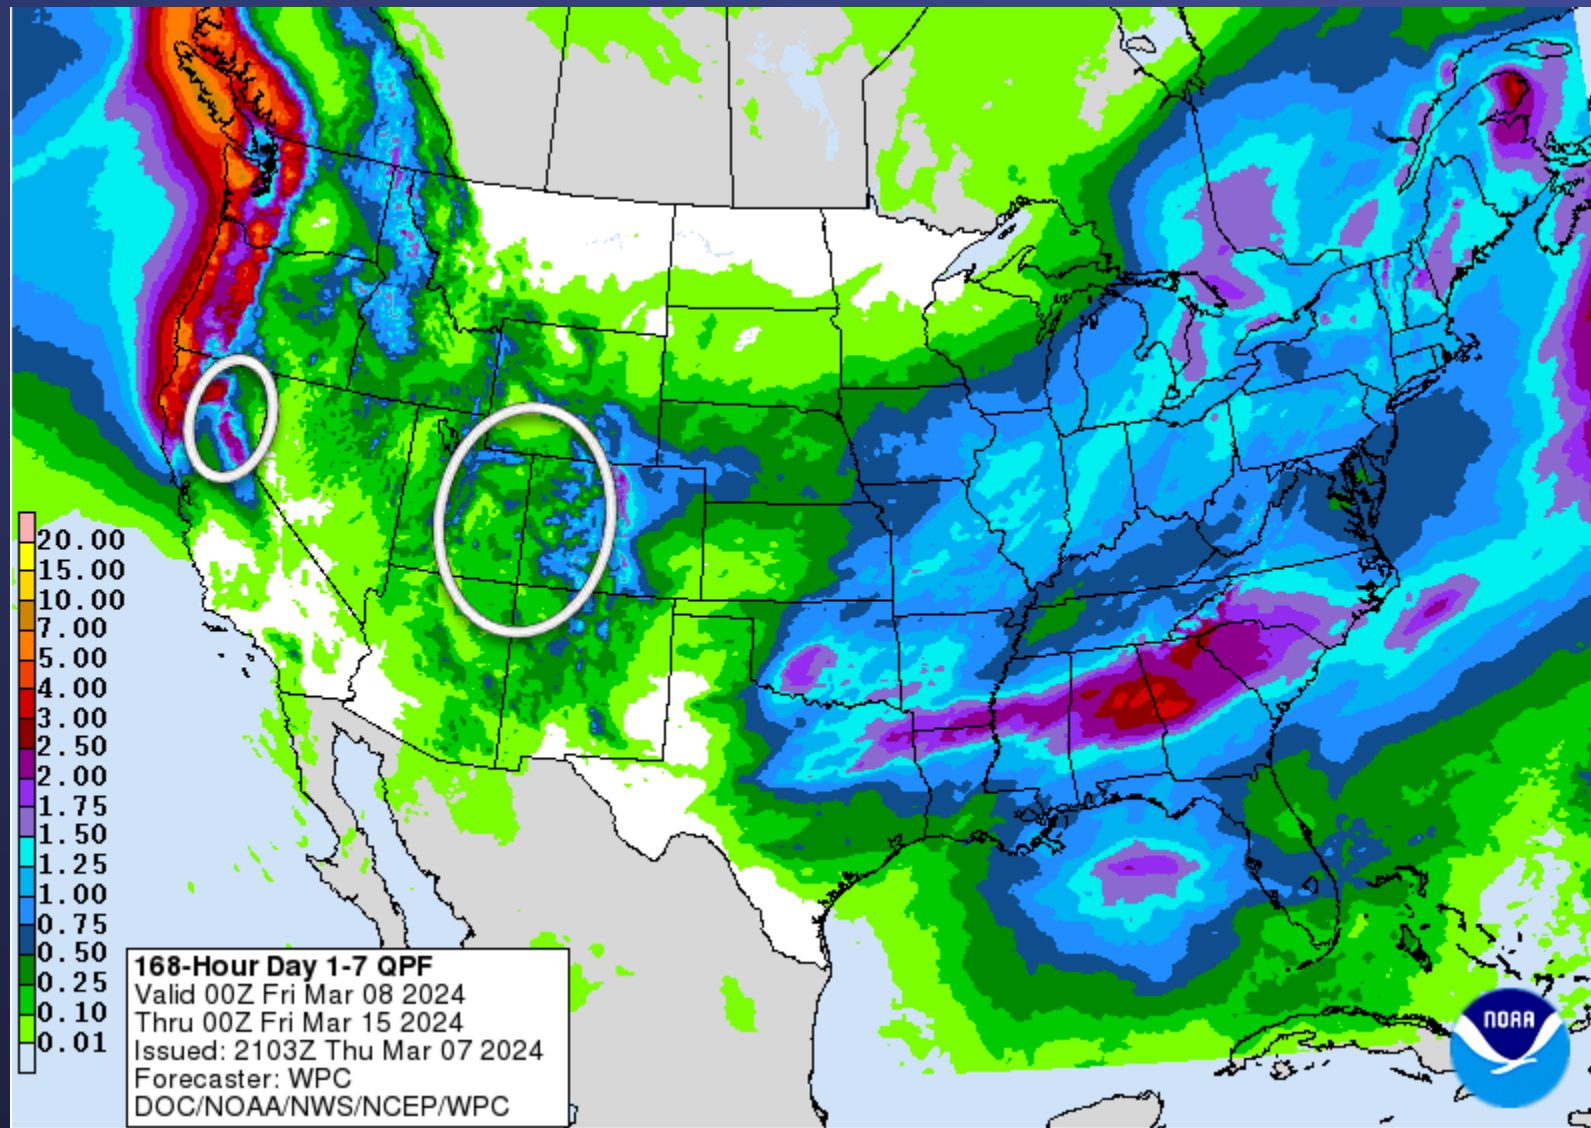 20.00
15.00
10.00
7.00
5.00
4.00
3.00
2.50
2.00
1.75
1.50
1.25
1.00
0.75
0.50
0.25
0.10
0.01
168-Hour Day 1-7 QPF
Valid 00Z Fri Mar 08 2024
Thru 00Z Fri Mar 15 2024
Issued: 2103Z Thu Mar 07 2024
Forecaster: WPC
DOC/NOAA/NWS/NCEP/WPC
NOAA